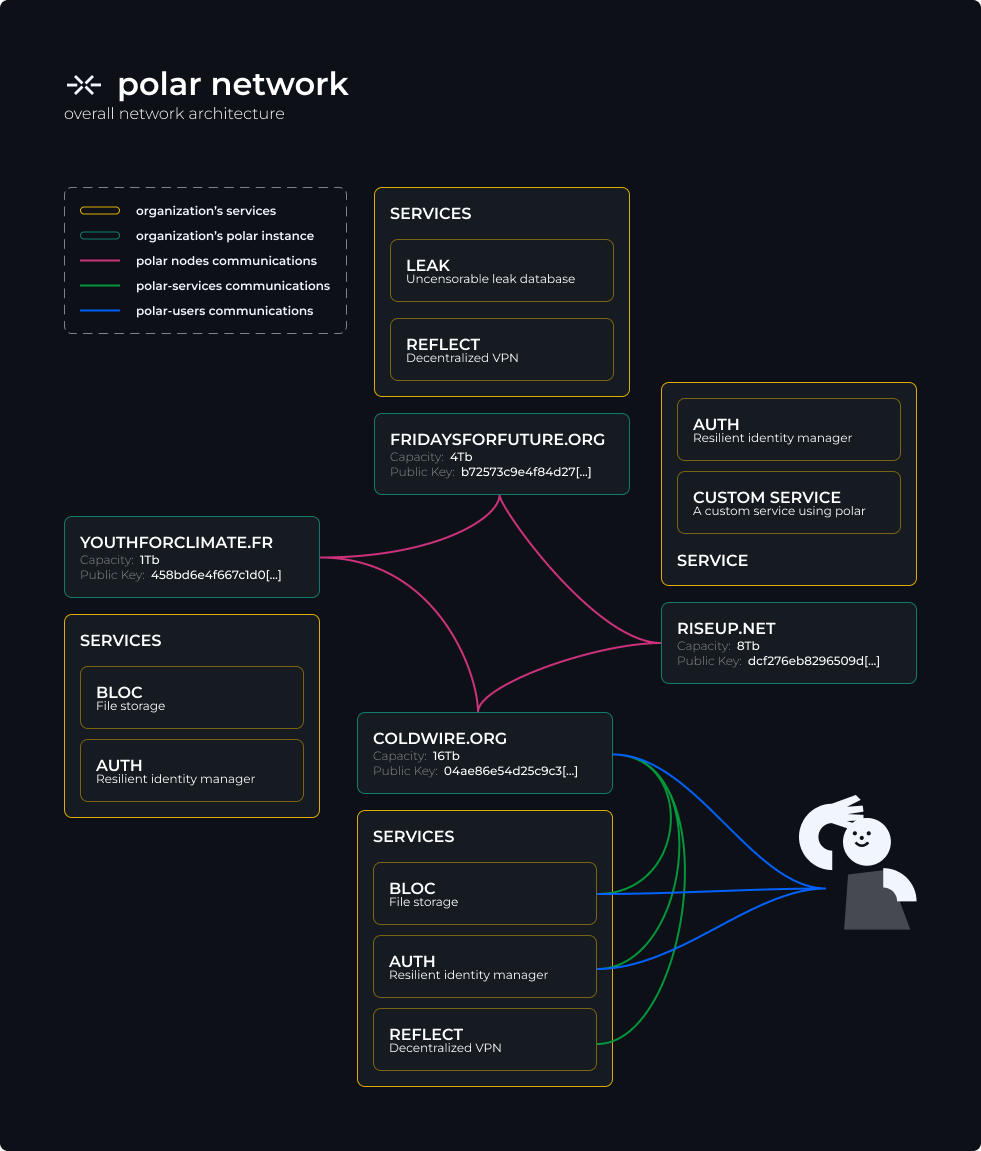 polar network
overall network architecture
organization's services
organization's polar instance
polar nodes communications
polar-services communications
polar-users communications
SERVICES
LEAK
Uncensorable leak database
REFLECT
Decentralized VPN
FRIDAYSFORFUTURE.ORG
Capacity: 4Tb
Public Key: b72573c9e4f84d27[...]
AUTH
Resilient identity manager
CUSTOM SERVICE
A custom service using polar
SERVICE
RISEUP.NET
Capacity: 8Tb
Public Key: dcf276eb8296509d[...]
YOUTHFORCLIMATE.FR
Capacity: 1Tb
Public Key: 458bd6e4f667c1d0[...]
SERVICES
BLOC
File storage
AUTH
Resilient identity manager
COLDWIRE.ORG
Capacity: 16Tb
Public Key: 04ae86e54d25c9c3[...]
SERVICES
BLOC
File storage
AUTH
Resilient identity manager
REFLECT
Decentralized VPN